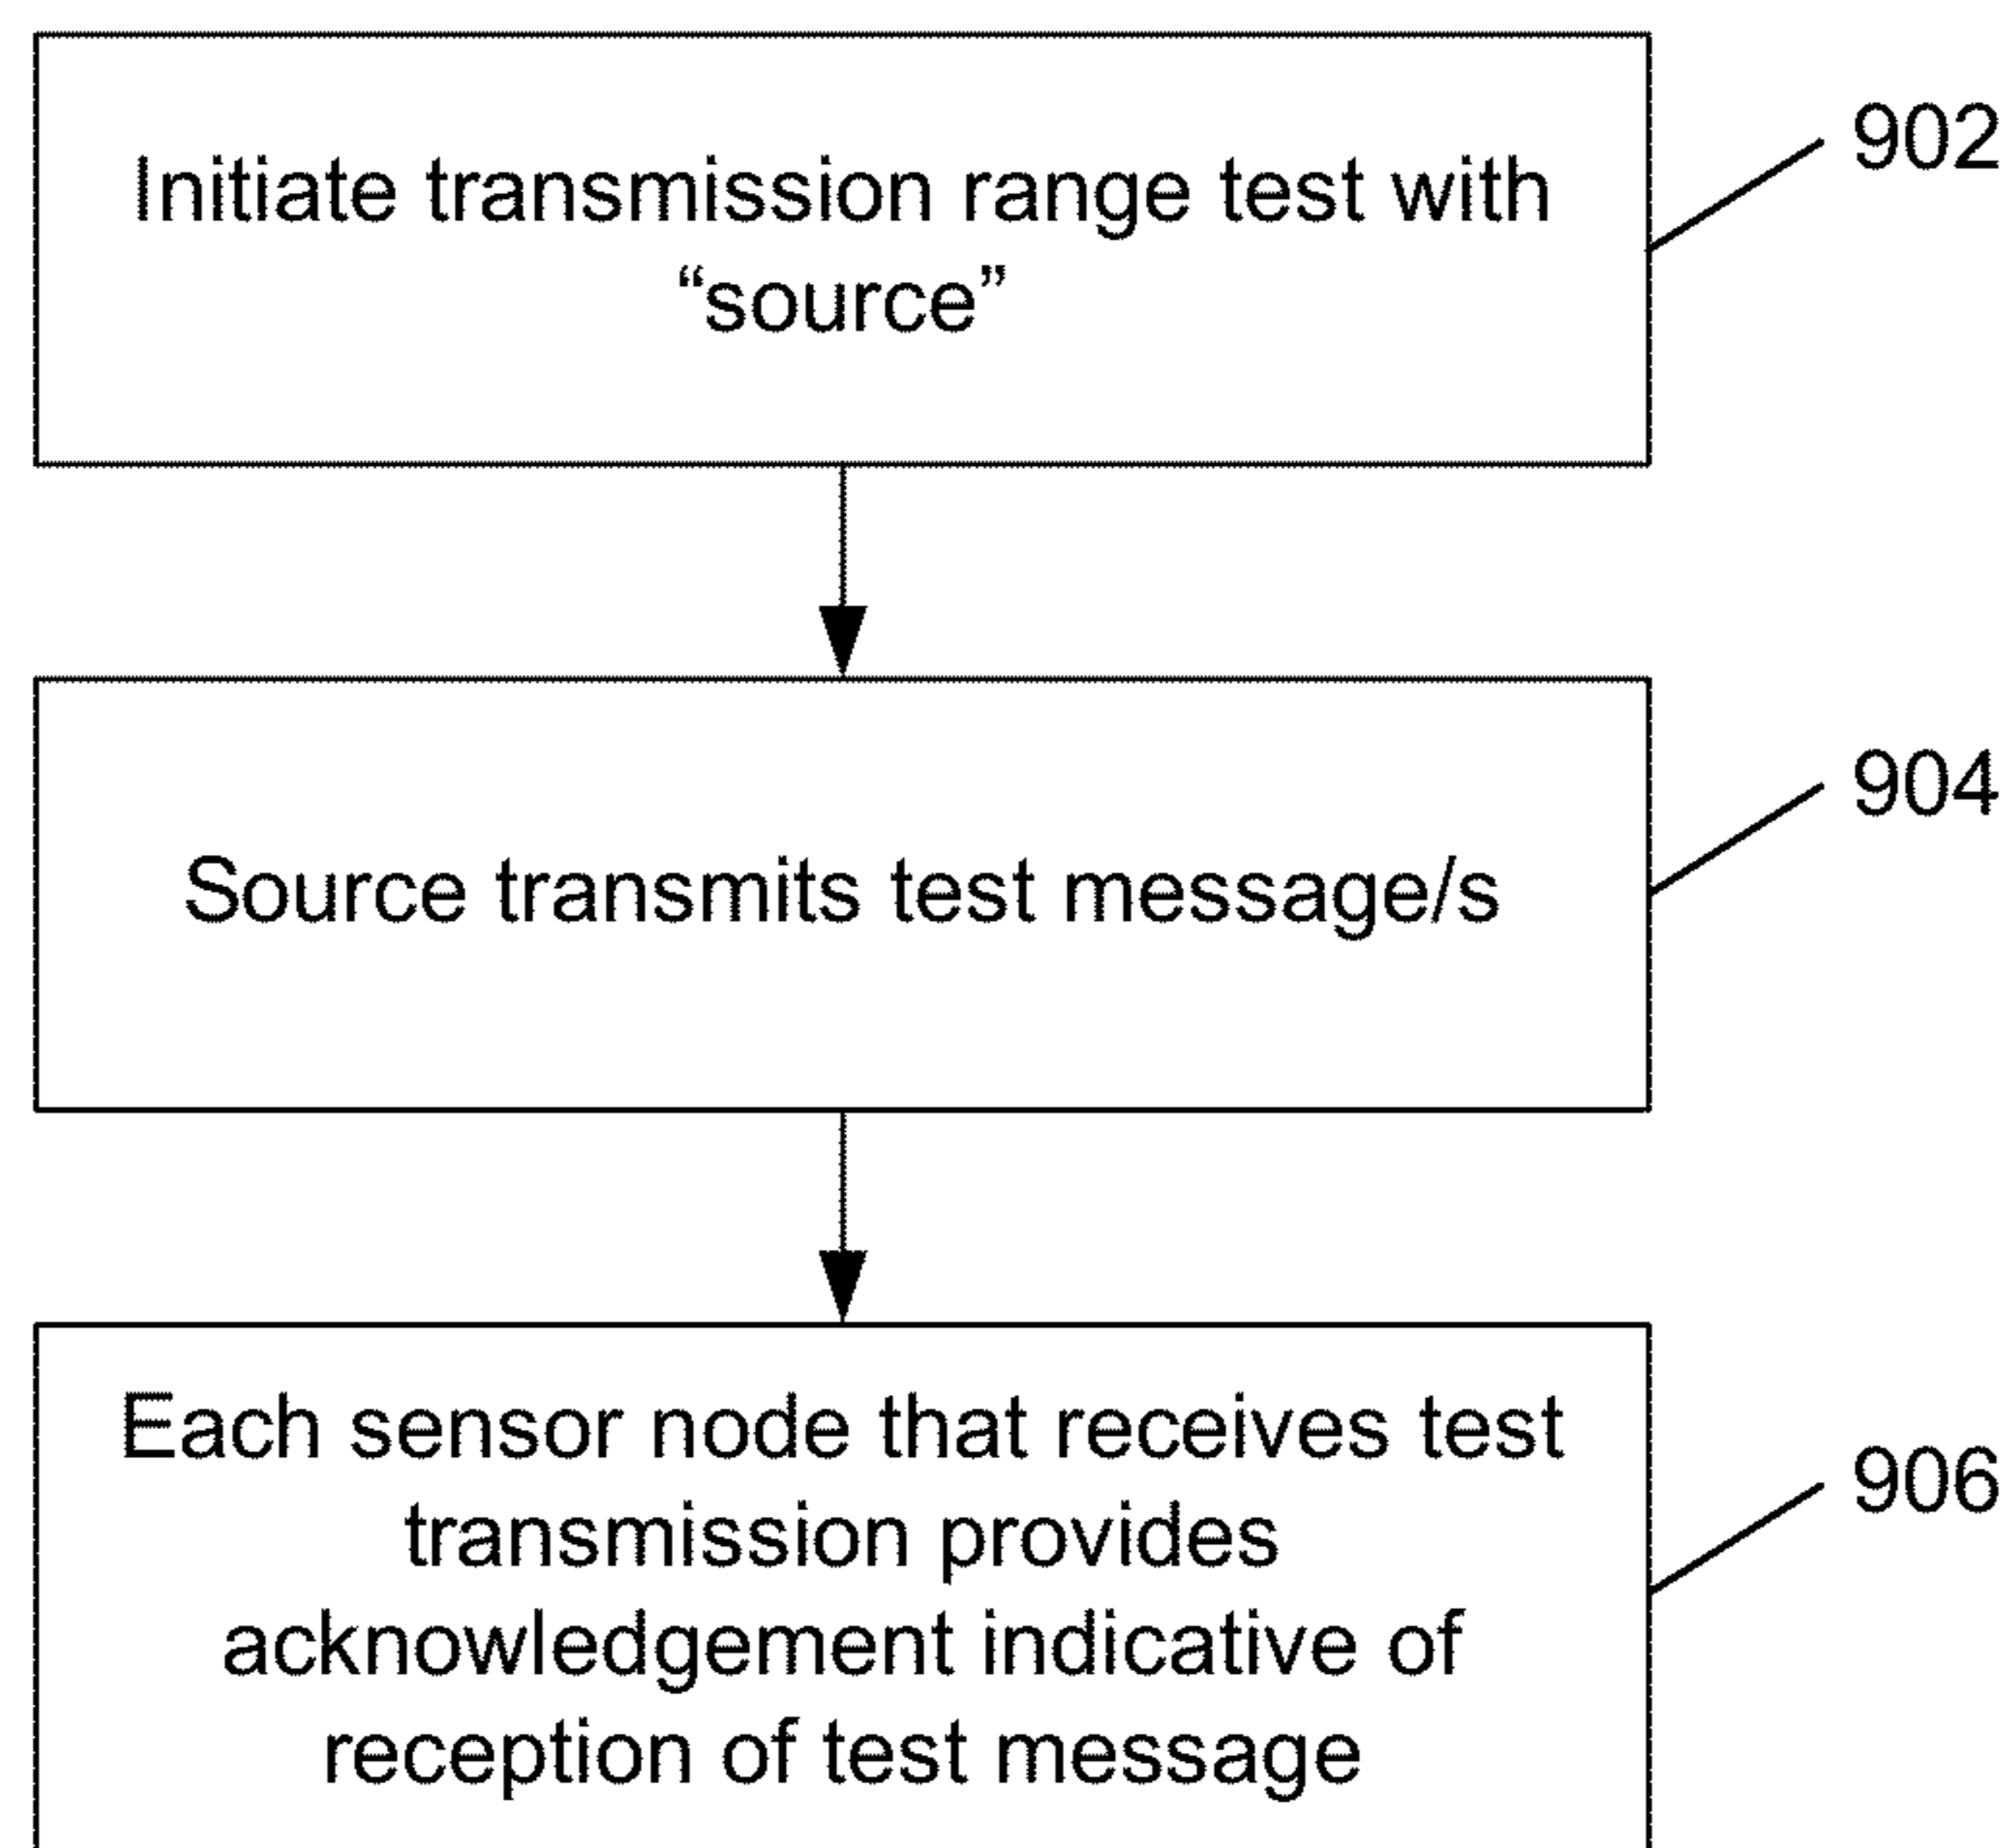 Initiate transmission range test with
“source”
902
Source transmits test message/s
904
Each sensor node that receives test
transmission provides
acknowledgement indicative of
reception of test message
906